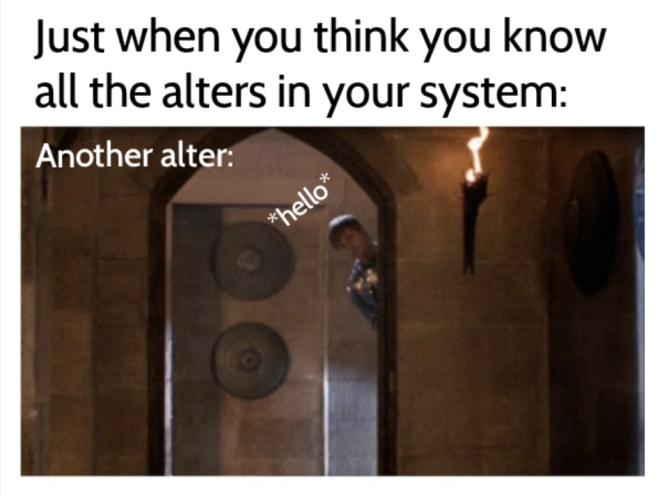 Just when you think you know
all the alters in your system:
Another alter:
*hello*